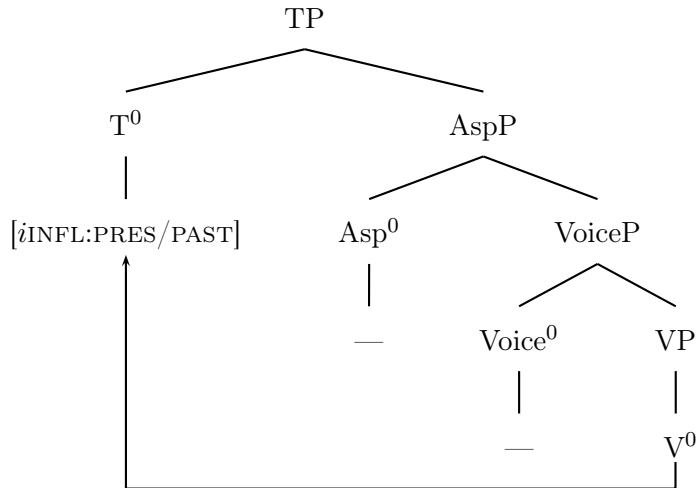 TP
T⁰ AspP
[iINFL:PRES/PAST] Asp⁰ VoiceP
— Voice⁰ VP
— V⁰